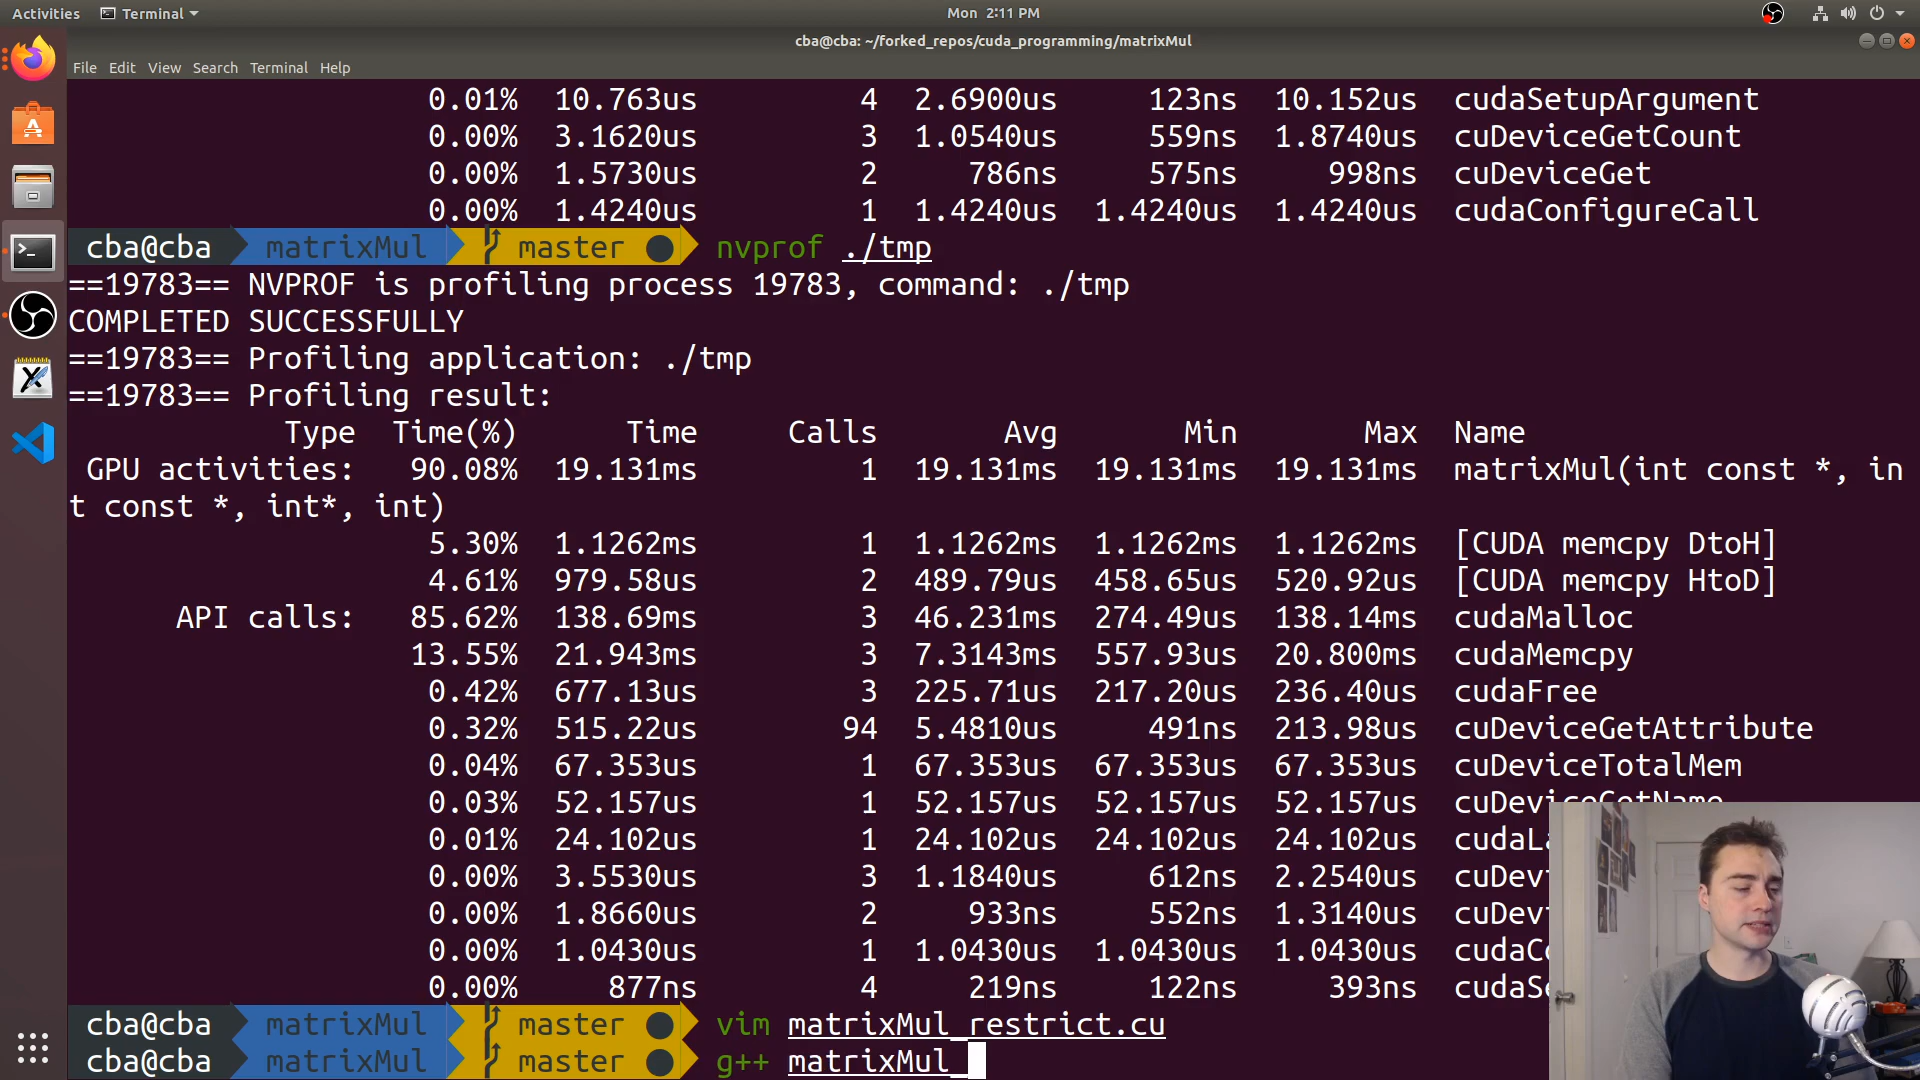 Activities Terminal Mon 2:11 PM
cba@cba: ~/forked_repos/cuda_programming/matrixMul
File Edit View Search Terminal Help
0.01% 10.763us 4 2.6900us 123ns 10.152us cudaSetupArgument
0.00% 3.1620us 3 1.0540us 559ns 1.8740us cuDeviceGetCount
0.00% 1.5730us 2 786ns 575ns 998ns cuDeviceGet
0.00% 1.4240us 1 1.4240us 1.4240us 1.4240us cudaConfigureCall
cba@cba matrixMul master nvprof ./tmp
==19783== NVPROF is profiling process 19783, command: ./tmp
COMPLETED SUCCESSFULLY
==19783== Profiling application: ./tmp
==19783== Profiling result:
Type Time(%) Time Calls Avg Min Max Name
GPU activities: 90.08% 19.131ms 1 19.131ms 19.131ms 19.131ms matrixMul(int const *, in
t const *, int*, int)
5.30% 1.1262ms 1 1.1262ms 1.1262ms 1.1262ms [CUDA memcpy DtoH]
4.61% 979.58us 2 489.79us 458.65us 520.92us [CUDA memcpy HtoD]
API calls: 85.62% 138.69ms 3 46.231ms 274.49us 138.14ms cudaMalloc
13.55% 21.943ms 3 7.3143ms 557.93us 20.800ms cudaMemcpy
0.42% 677.13us 3 225.71us 217.20us 236.40us cudaFree
0.32% 515.22us 94 5.4810us 491ns 213.98us cuDeviceGetAttribute
0.04% 67.353us 1 67.353us 67.353us 67.353us cuDeviceTotalMem
0.03% 52.157us 1 52.157us 52.157us 52.157us cuDeviceGetName
0.01% 24.102us 1 24.102us 24.102us 24.102us cudaLa
0.00% 3.5530us 3 1.1840us 612ns 2.2540us cuDevi
0.00% 1.8660us 2 933ns 552ns 1.3140us cuDevi
0.00% 1.0430us 1 1.0430us 1.0430us 1.0430us cudaCo
0.00% 877ns 4 219ns 122ns 393ns cudaSe
cba@cba matrixMul master vim matrixMul_restrict.cu
cba@cba matrixMul master g++ matrixMul_